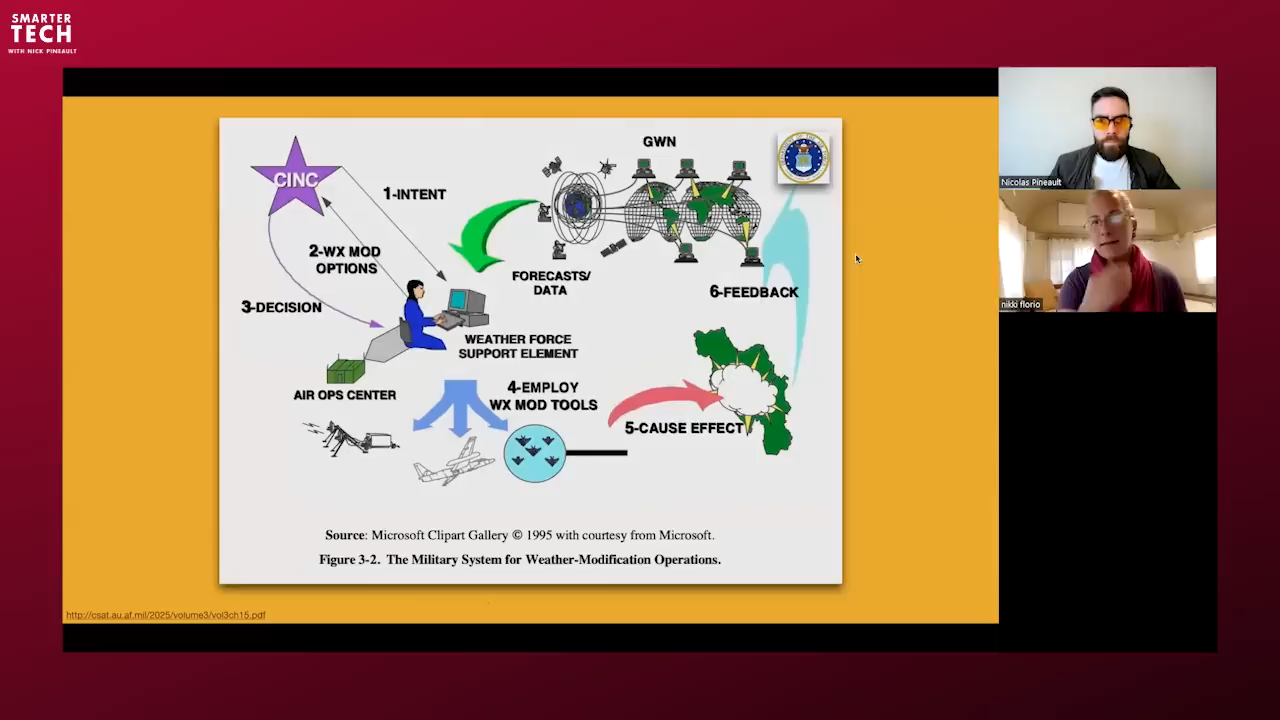 SMARTER
TECH
WITH NICK PINEAULT
CINC
1-INTENT
2-WX MOD
OPTIONS
3-DECISION
GWN
FORECASTS/
DATA
6-FEEDBACK
WEATHER FORCE
SUPPORT ELEMENT
AIR OPS CENTER
4-EMPLOY
WX MOD TOOLS
5-CAUSE EFFECT
Source: Microsoft Clipart Gallery © 1995 with courtesy from Microsoft.
Figure 3-2. The Military System for Weather-Modification Operations.
http://csat.au.af.mil/2025/volume3/vol3ch15.pdf
Nicolas Pineault
nikki florio